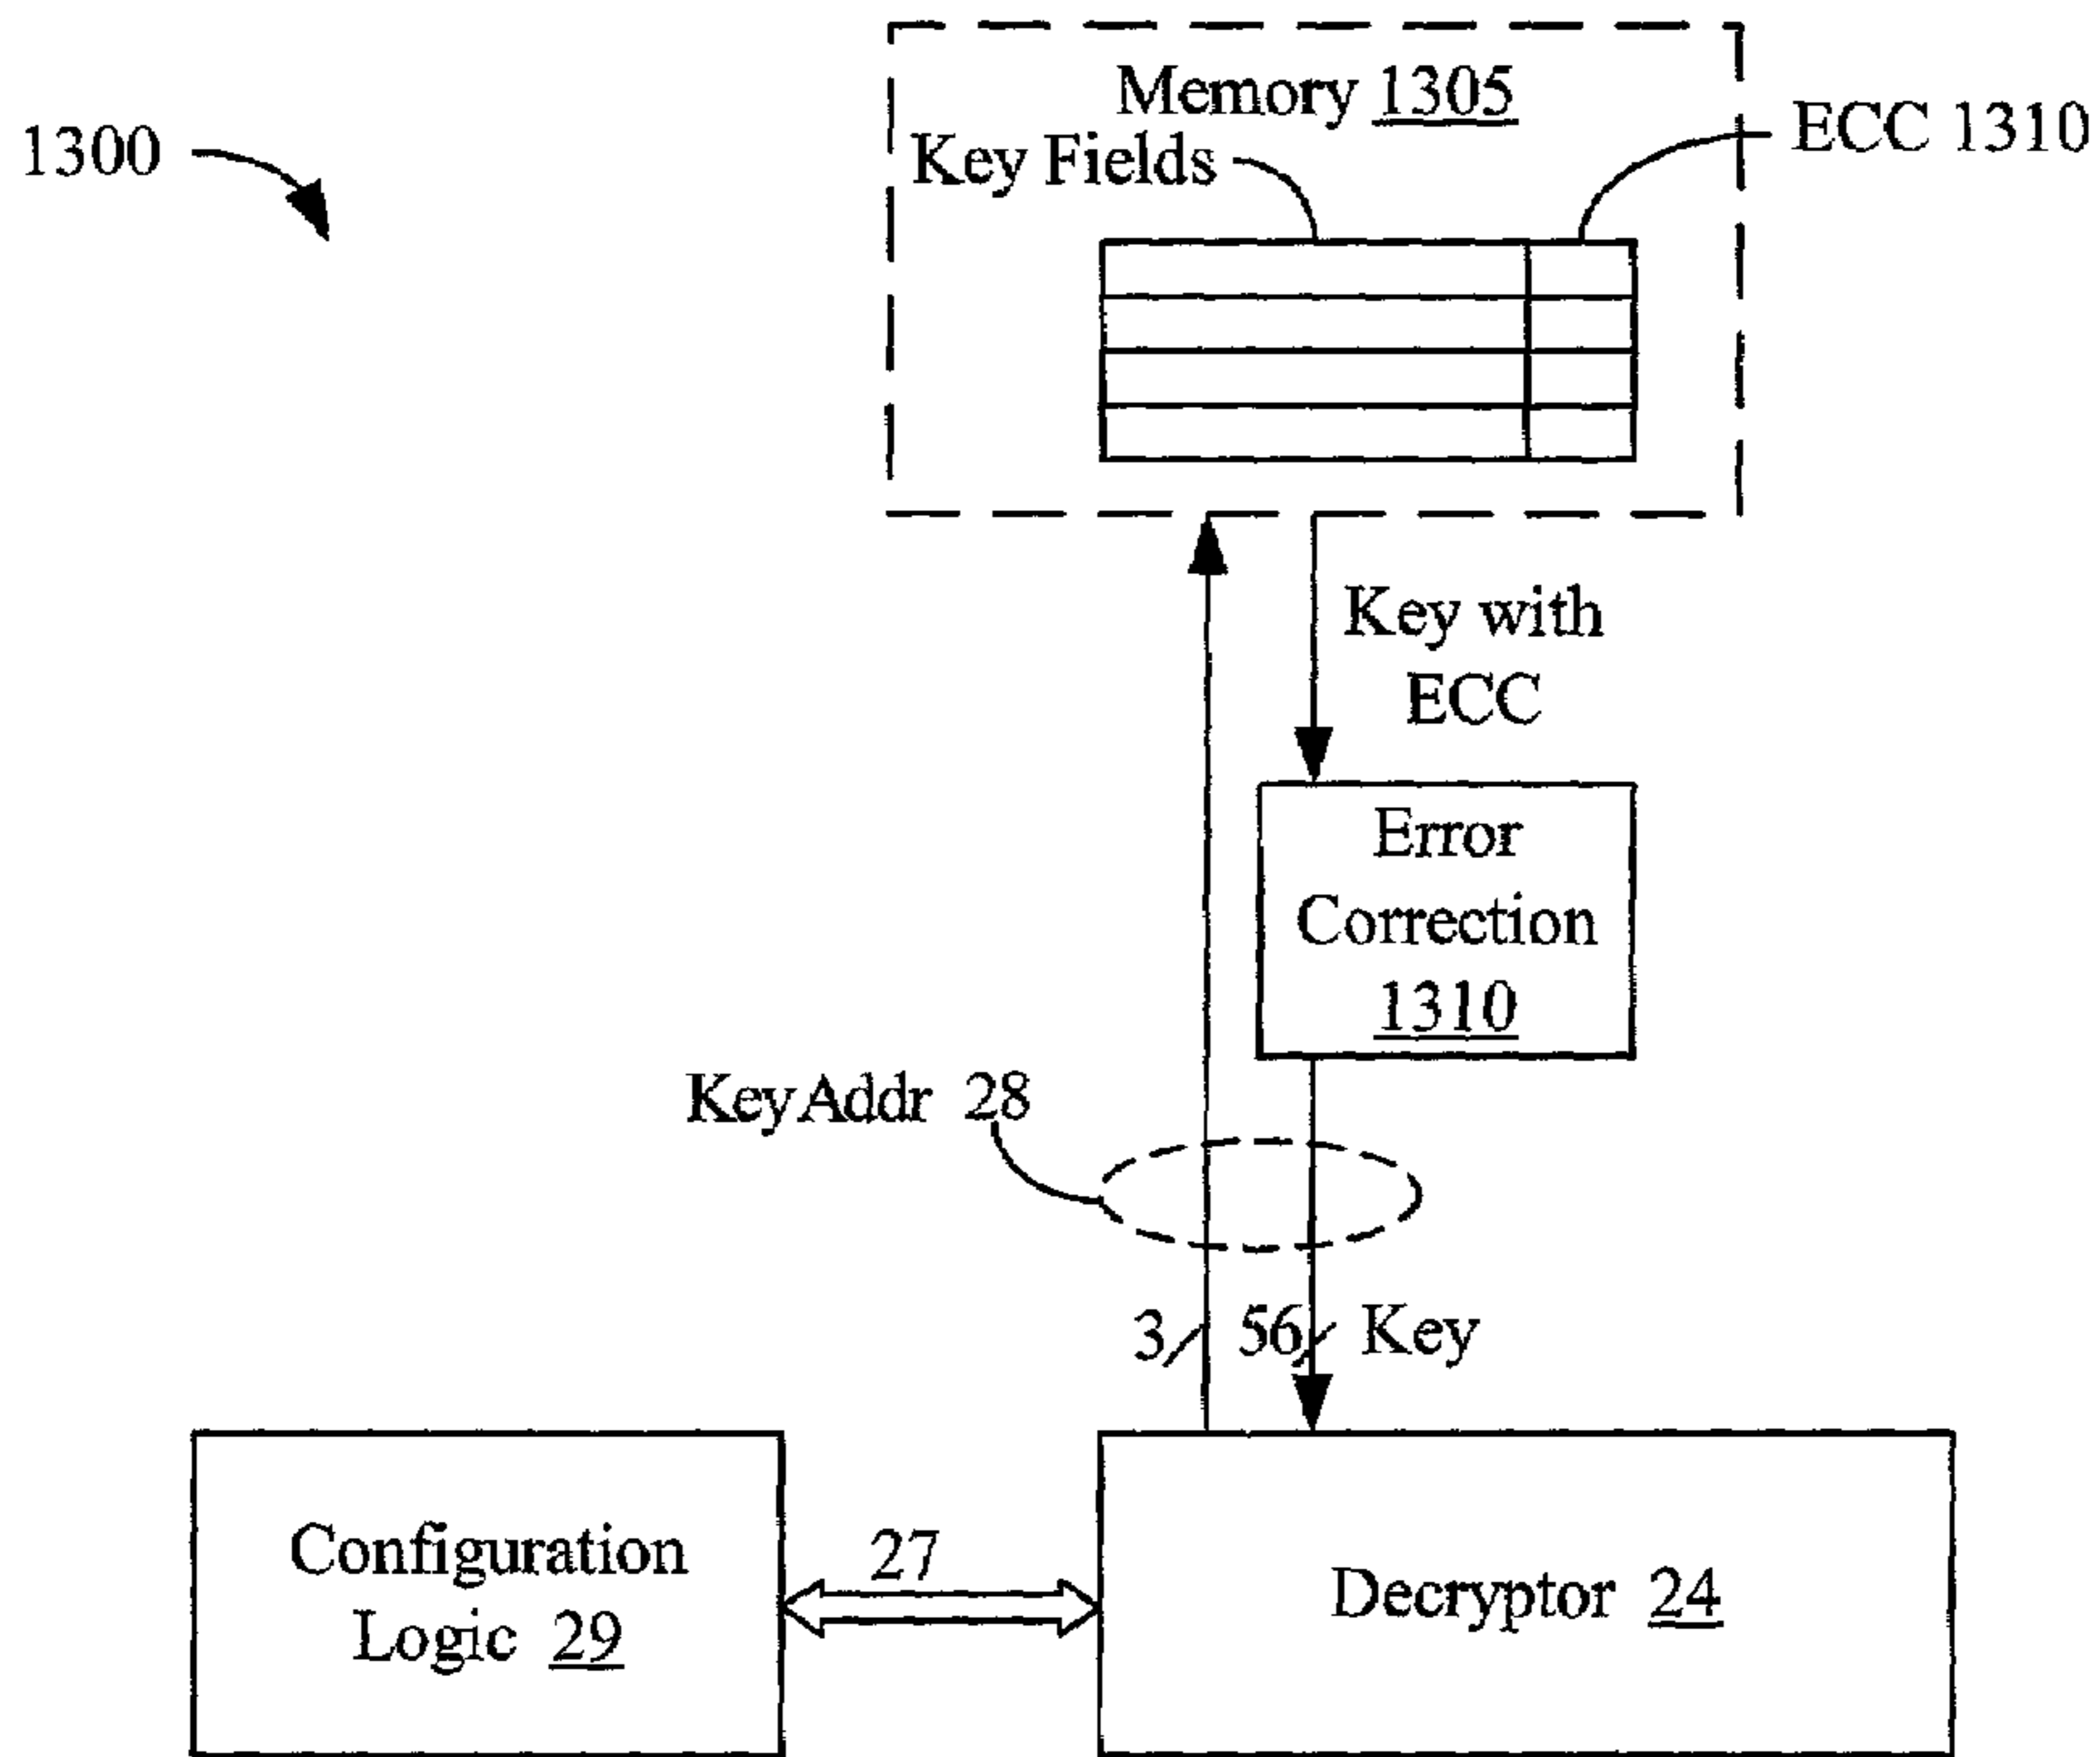 Memory 1305
ECC 1310
1300
Key Fields
Key with
ECC
Error
Correction
1310
KeyAddr 28
3
56
Key
27
Configuration
Logic 29
Decryptor 24